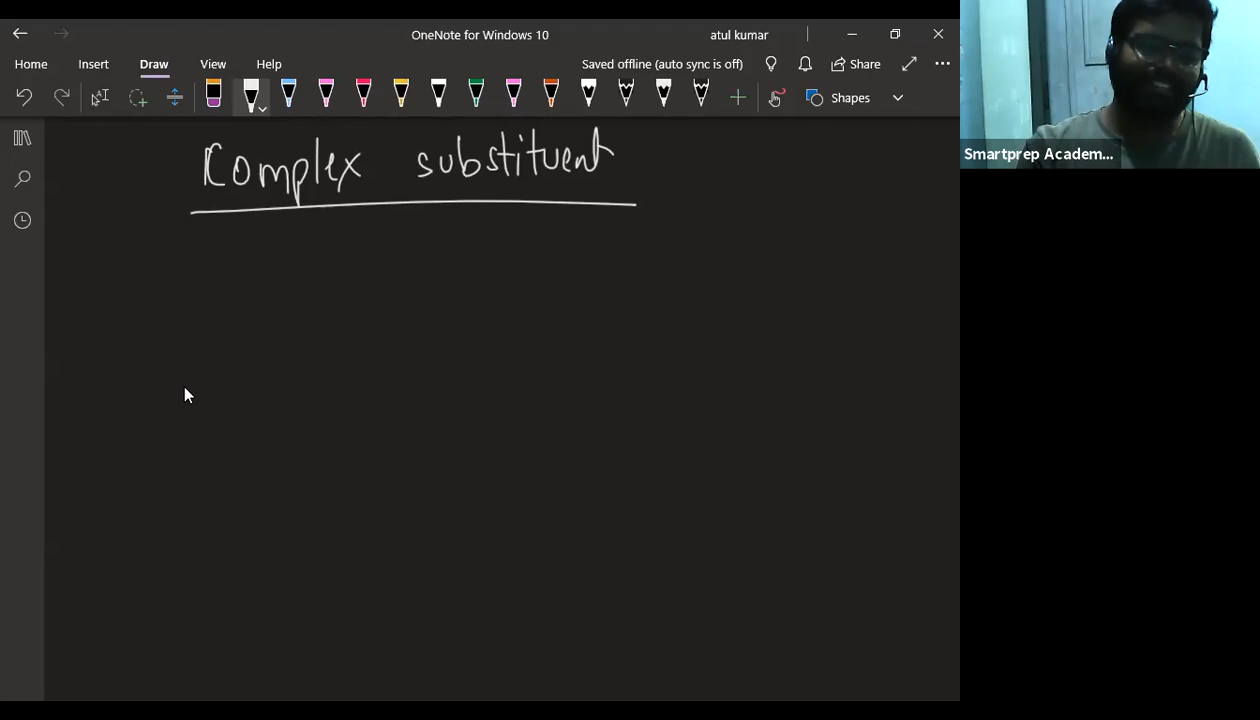 OneNote for Windows 10
atul kumar
Home Insert Draw View Help
Saved offline (auto sync is off)
Share
Shapes
Complex substituent
Smartprep Academ...